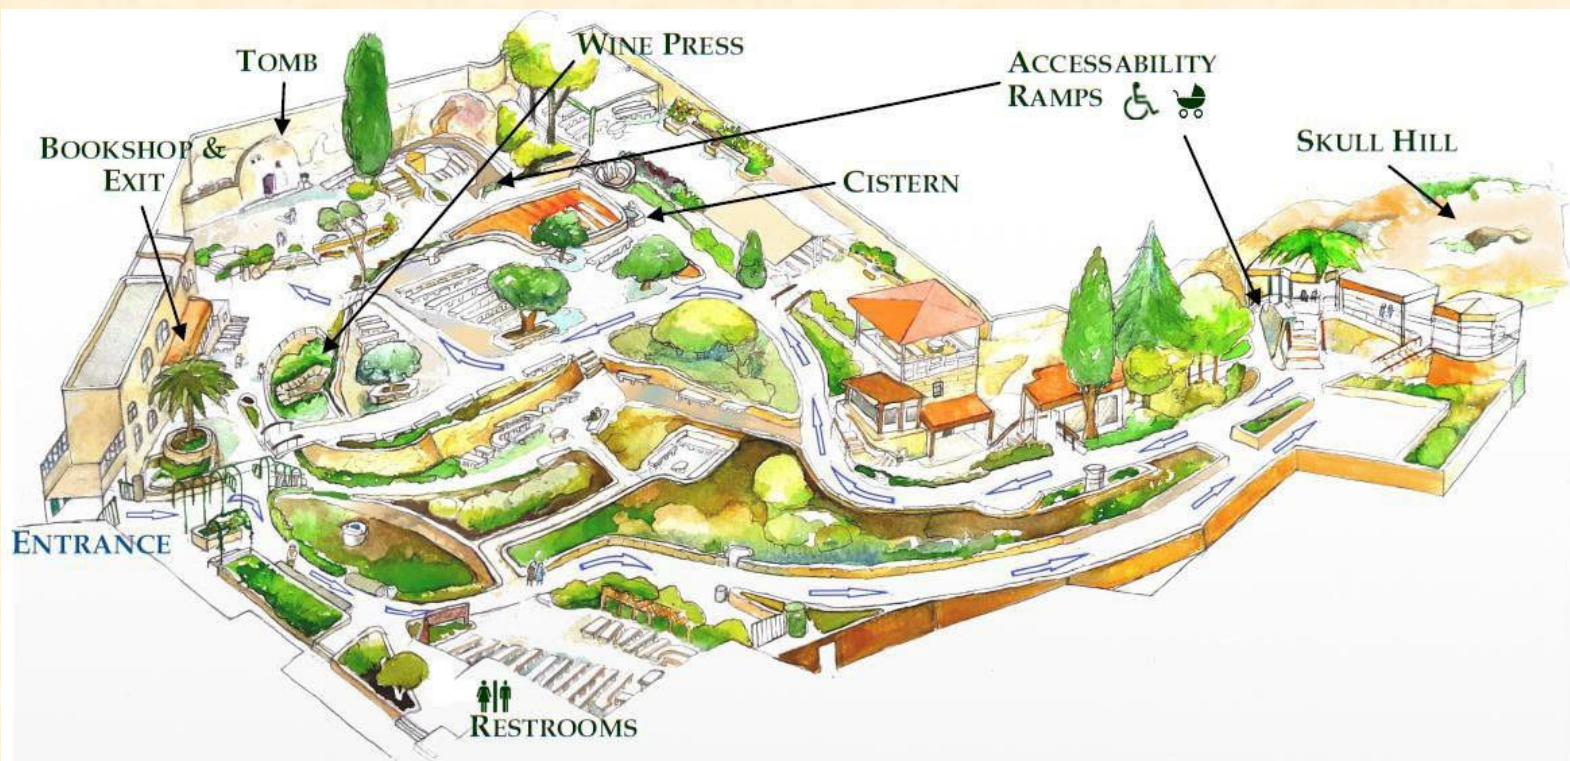 TOMB
WINE PRESS
ACCESSABILITY
RAMPS
BOOKSHOP &
EXIT
SKULL HILL
CISTERN
ENTRANCE
RESTROOMS